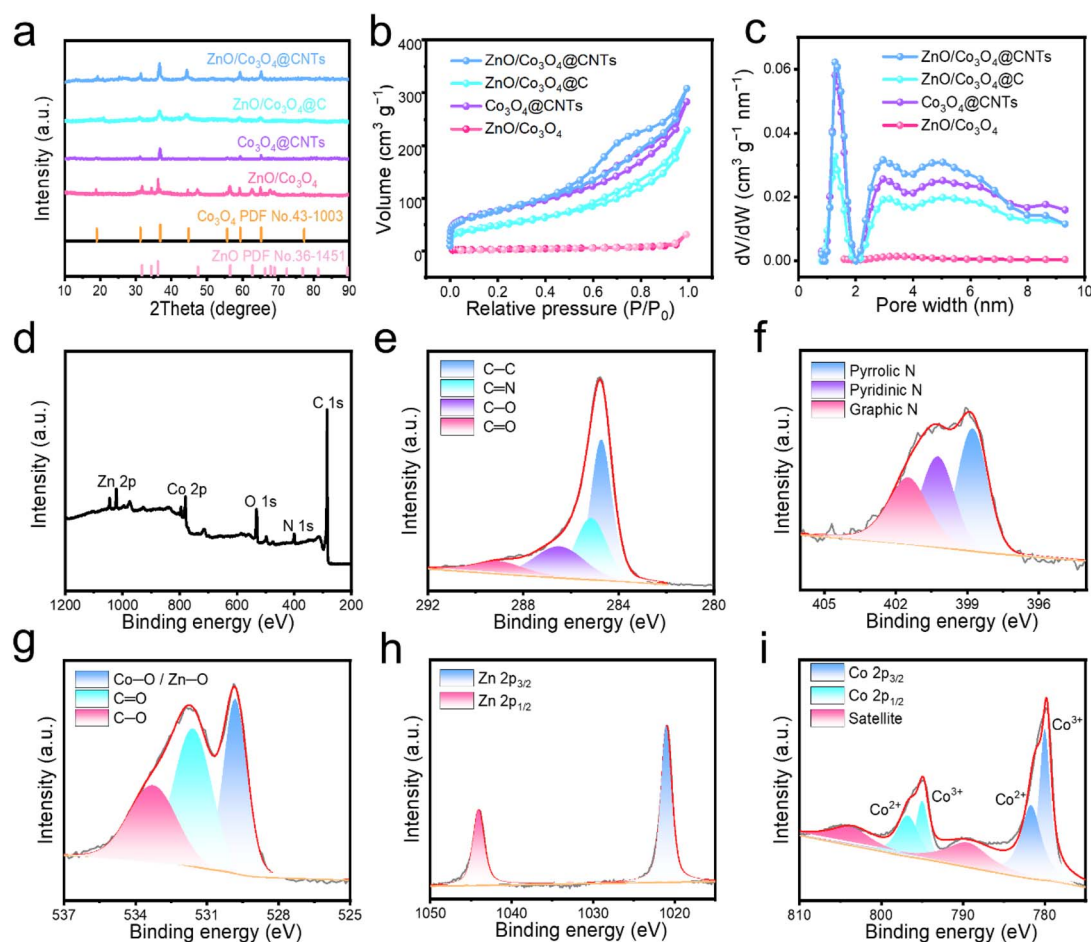 a
ZnO/Co₃O₄@CNTs
ZnO/Co₃O₄@C
Co₃O₄@CNTs
ZnO/Co₃O₄
Co₃O₄ PDF No.43-1003
ZnO PDF No.36-1451
Intensity (a.u.)
10 20 30 40 50 60 70 80 90
2Theta (degree)
b
400
300
200
100
0
Volume (cm³ g⁻¹)
ZnO/Co₃O₄@CNTs
ZnO/Co₃O₄@C
Co₃O₄@CNTs
ZnO/Co₃O₄
0.0 0.2 0.4 0.6 0.8 1.0
Relative pressure (P/P₀)
c
0.06
0.04
0.02
0.00
dV/dW (cm³ g⁻¹ nm⁻¹)
ZnO/Co₃O₄@CNTs
ZnO/Co₃O₄@C
Co₃O₄@CNTs
ZnO/Co₃O₄
0 2 4 6 8 10
Pore width (nm)
d
Intensity (a.u.)
C 1s
Zn 2p
Co 2p
O 1s
N 1s
1200 1000 800 600 400 200
Binding energy (eV)
e
Intensity (a.u.)
C–C
C=N
C–O
C=O
292 288 284 280
Binding energy (eV)
f
Intensity (a.u.)
Pyrrolic N
Pyridinic N
Graphic N
405 402 399 396
Binding energy (eV)
g
Intensity (a.u.)
Co–O / Zn–O
C=O
C–O
537 534 531 528 525
Binding energy (eV)
h
Intensity (a.u.)
Zn 2p₃/₂
Zn 2p₁/₂
1050 1040 1030 1020
Binding energy (eV)
i
Intensity (a.u.)
Co 2p₃/₂
Co 2p₁/₂
Satellite
Co³⁺
Co²⁺
Co³⁺
Co²⁺
810 800 790 780
Binding energy (eV)